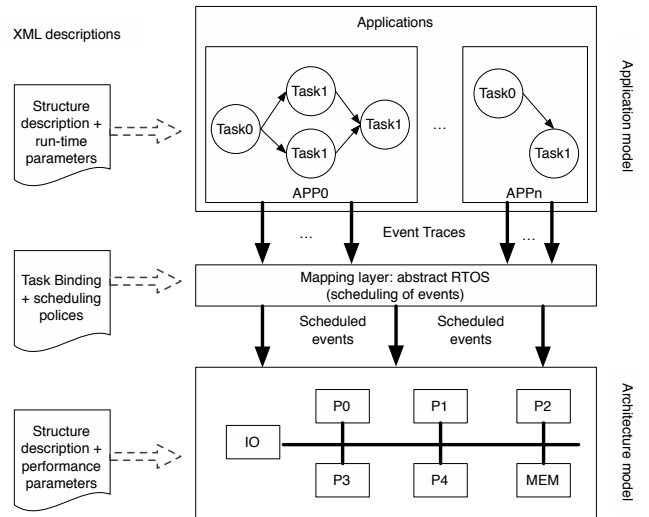 XML descriptions
Applications
Structure
description +
run-time
parameters
Task0
Task1
Task1
Task1
...
Task0
Task1
APP0
APPn
Application model
...
Event Traces
...
Task Binding
+ scheduling
polices
Mapping layer: abstract RTOS
(scheduling of events)
Scheduled
events
Scheduled
events
Structure
description +
performance
parameters
IO
P0
P1
P2
P3
P4
MEM
Architecture model